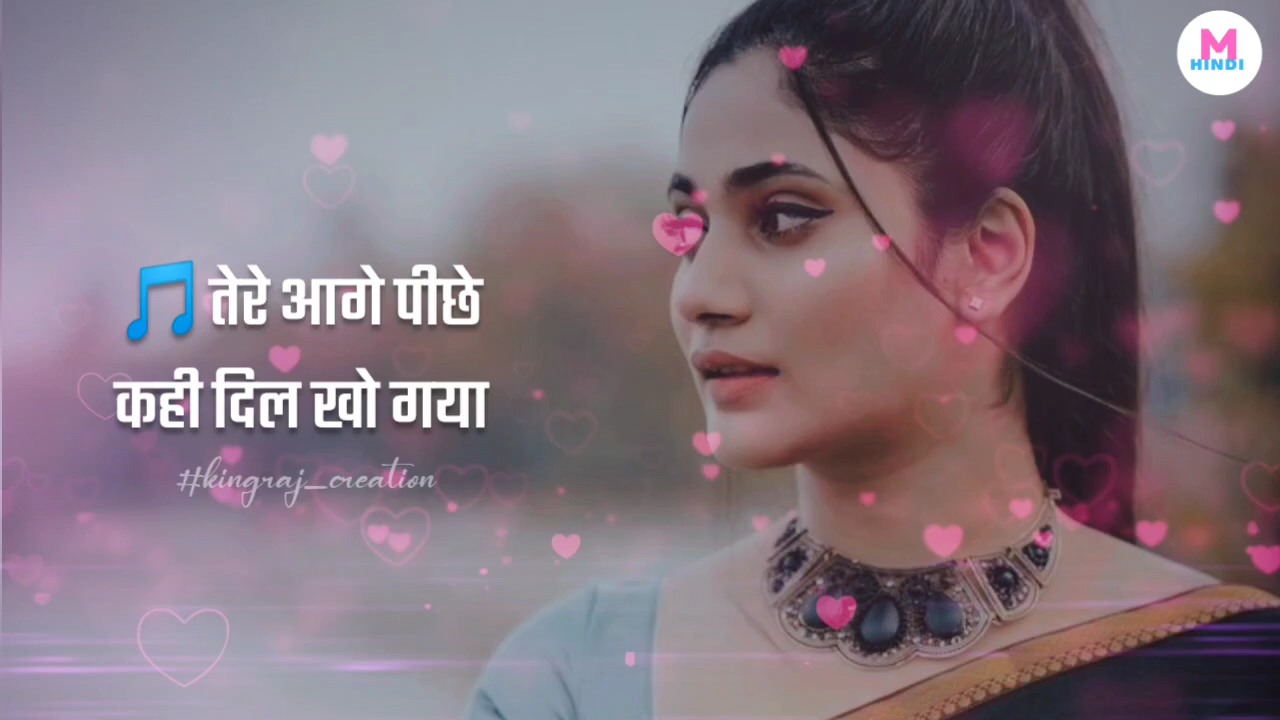 M
HINDI
तेरे आगे पीछे
कही दिल खो गया
#kingraj_creation